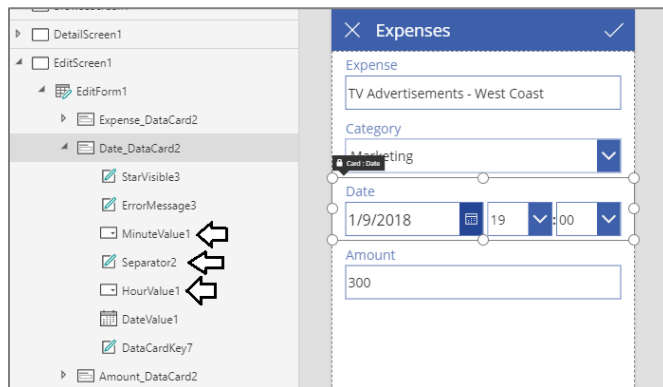 DetailScreen1
EditScreen1
EditForm1
Expense_DataCard2
Date_DataCard2
StarVisible3
ErrorMessage3
MinuteValue1
Separator2
HourValue1
DateValue1
DataCardKey7
Amount_DataCard2
Expenses
Expense
TV Advertisements - West Coast
Category
Marketing
Card : Date
Date
1/9/2018 19 : 00
Amount
300